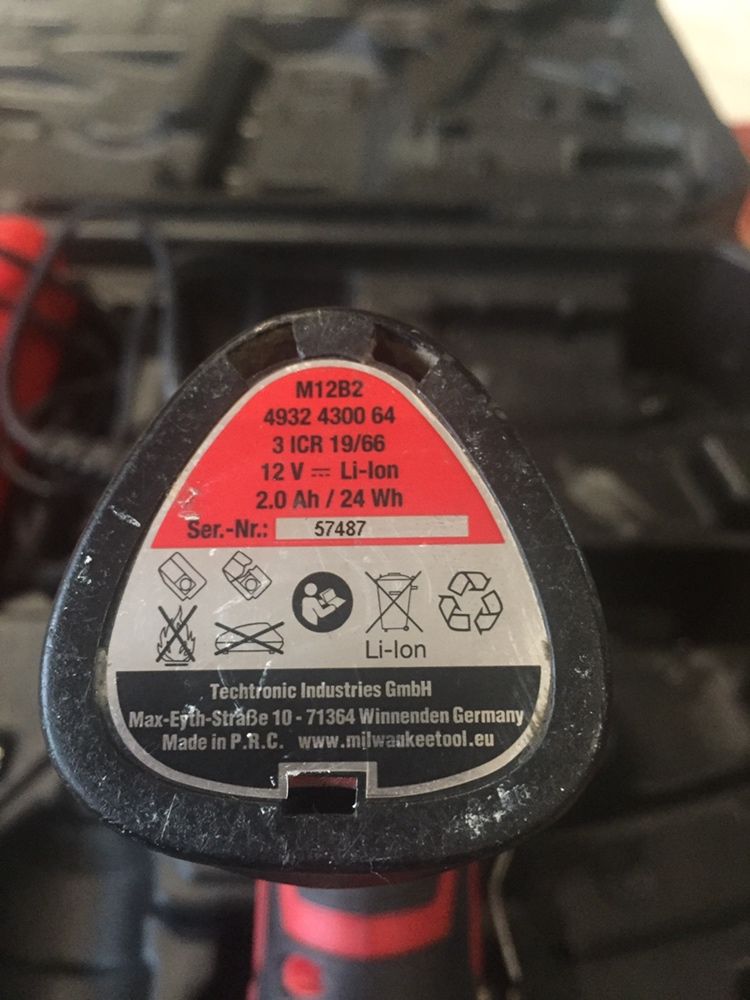 M12B2
4932 4300 64
3 ICR 19/66
12 V ⎓ Li-Ion
2.0 Ah / 24 Wh
Ser.-Nr.: 57487
Li-Ion
Techtronic Industries GmbH
Max-Eyth-Straße 10 - 71364 Winnenden Germany
Made in P.R.C. www.milwaukeetool.eu